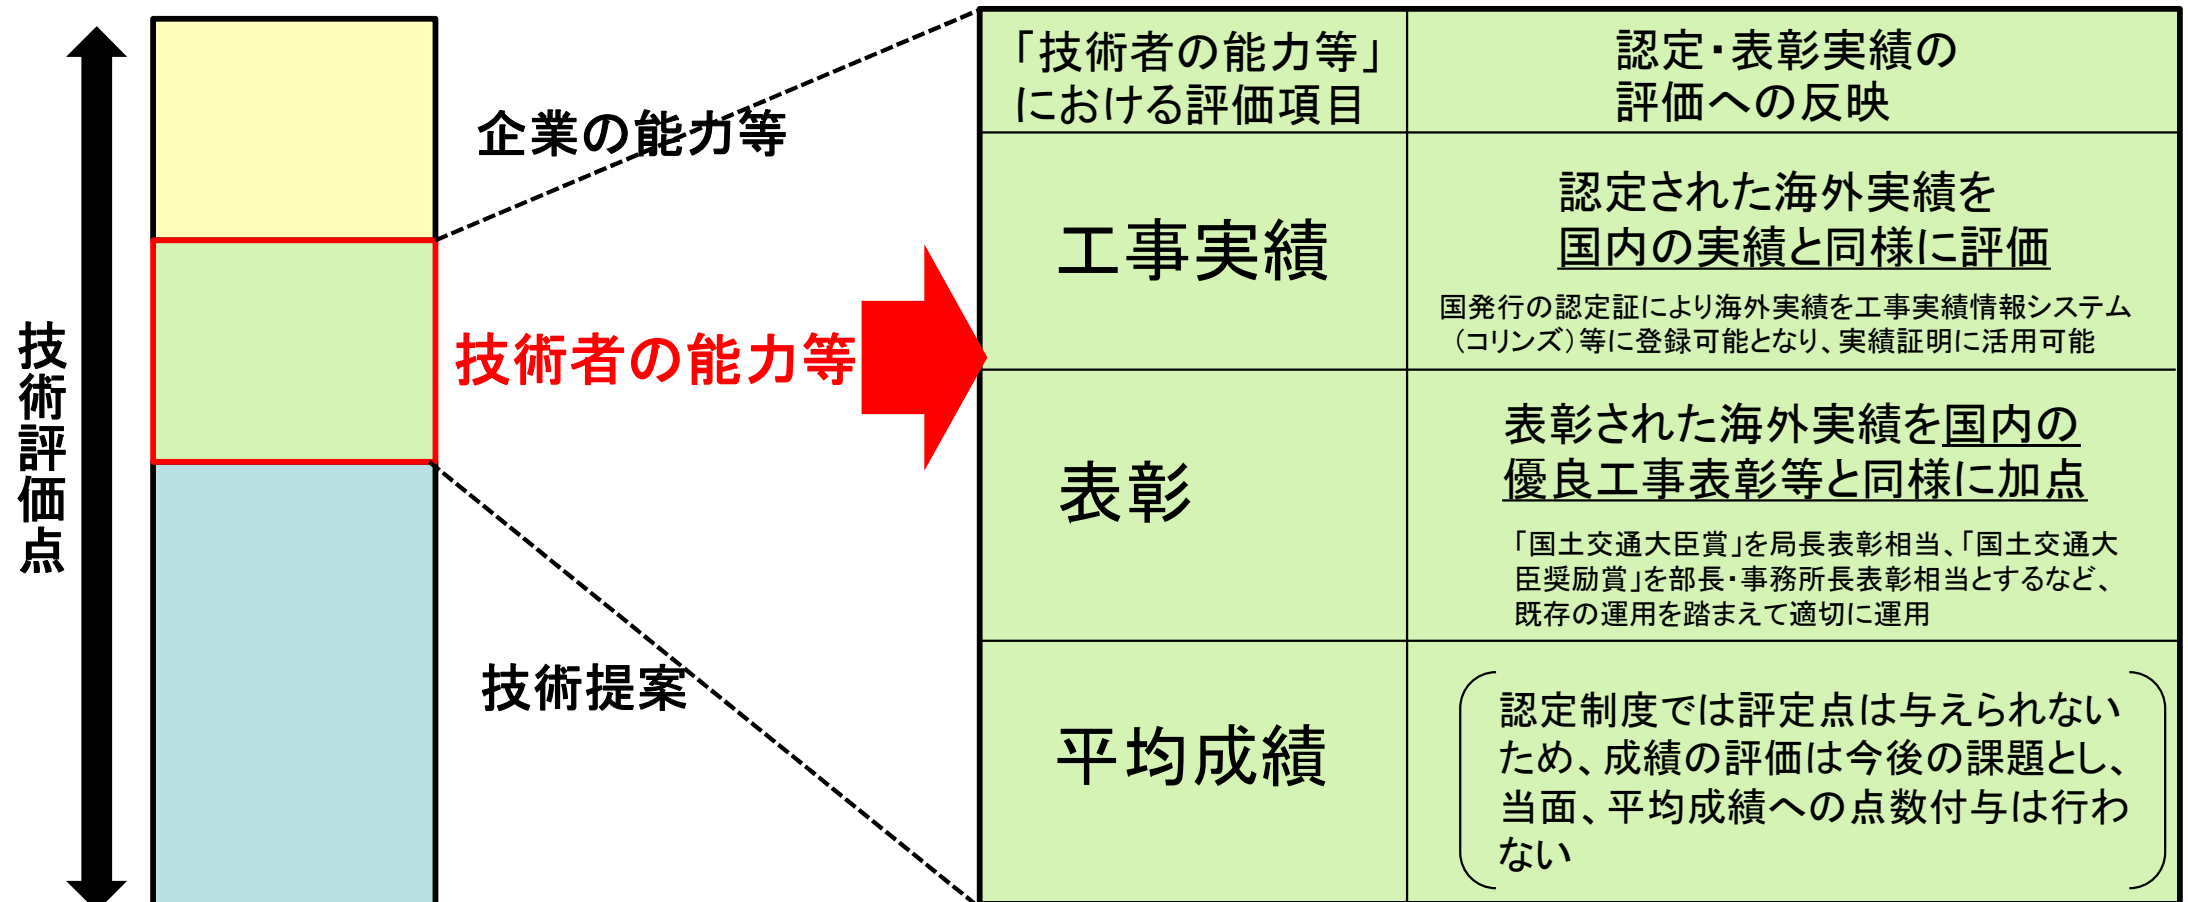 技術評価点
企業の能力等
技術者の能力等
技術提案
「技術者の能力等」
における評価項目
認定・表彰実績の
評価への反映
工事実績
認定された海外実績を
国内の実績と同様に評価
国発行の認定証により海外実績を工事実績情報システム
（コリンズ）等に登録可能となり、実績証明に活用可能
表彰
表彰された海外実績を国内の
優良工事表彰等と同様に加点
「国土交通大臣賞」を局長表彰相当、「国土交通大
臣奨励賞」を部長・事務所長表彰相当とするなど、
既存の運用を踏まえて適切に運用
平均成績
認定制度では評定点は与えられない
ため、成績の評価は今後の課題とし、
当面、平均成績への点数付与は行わ
ない